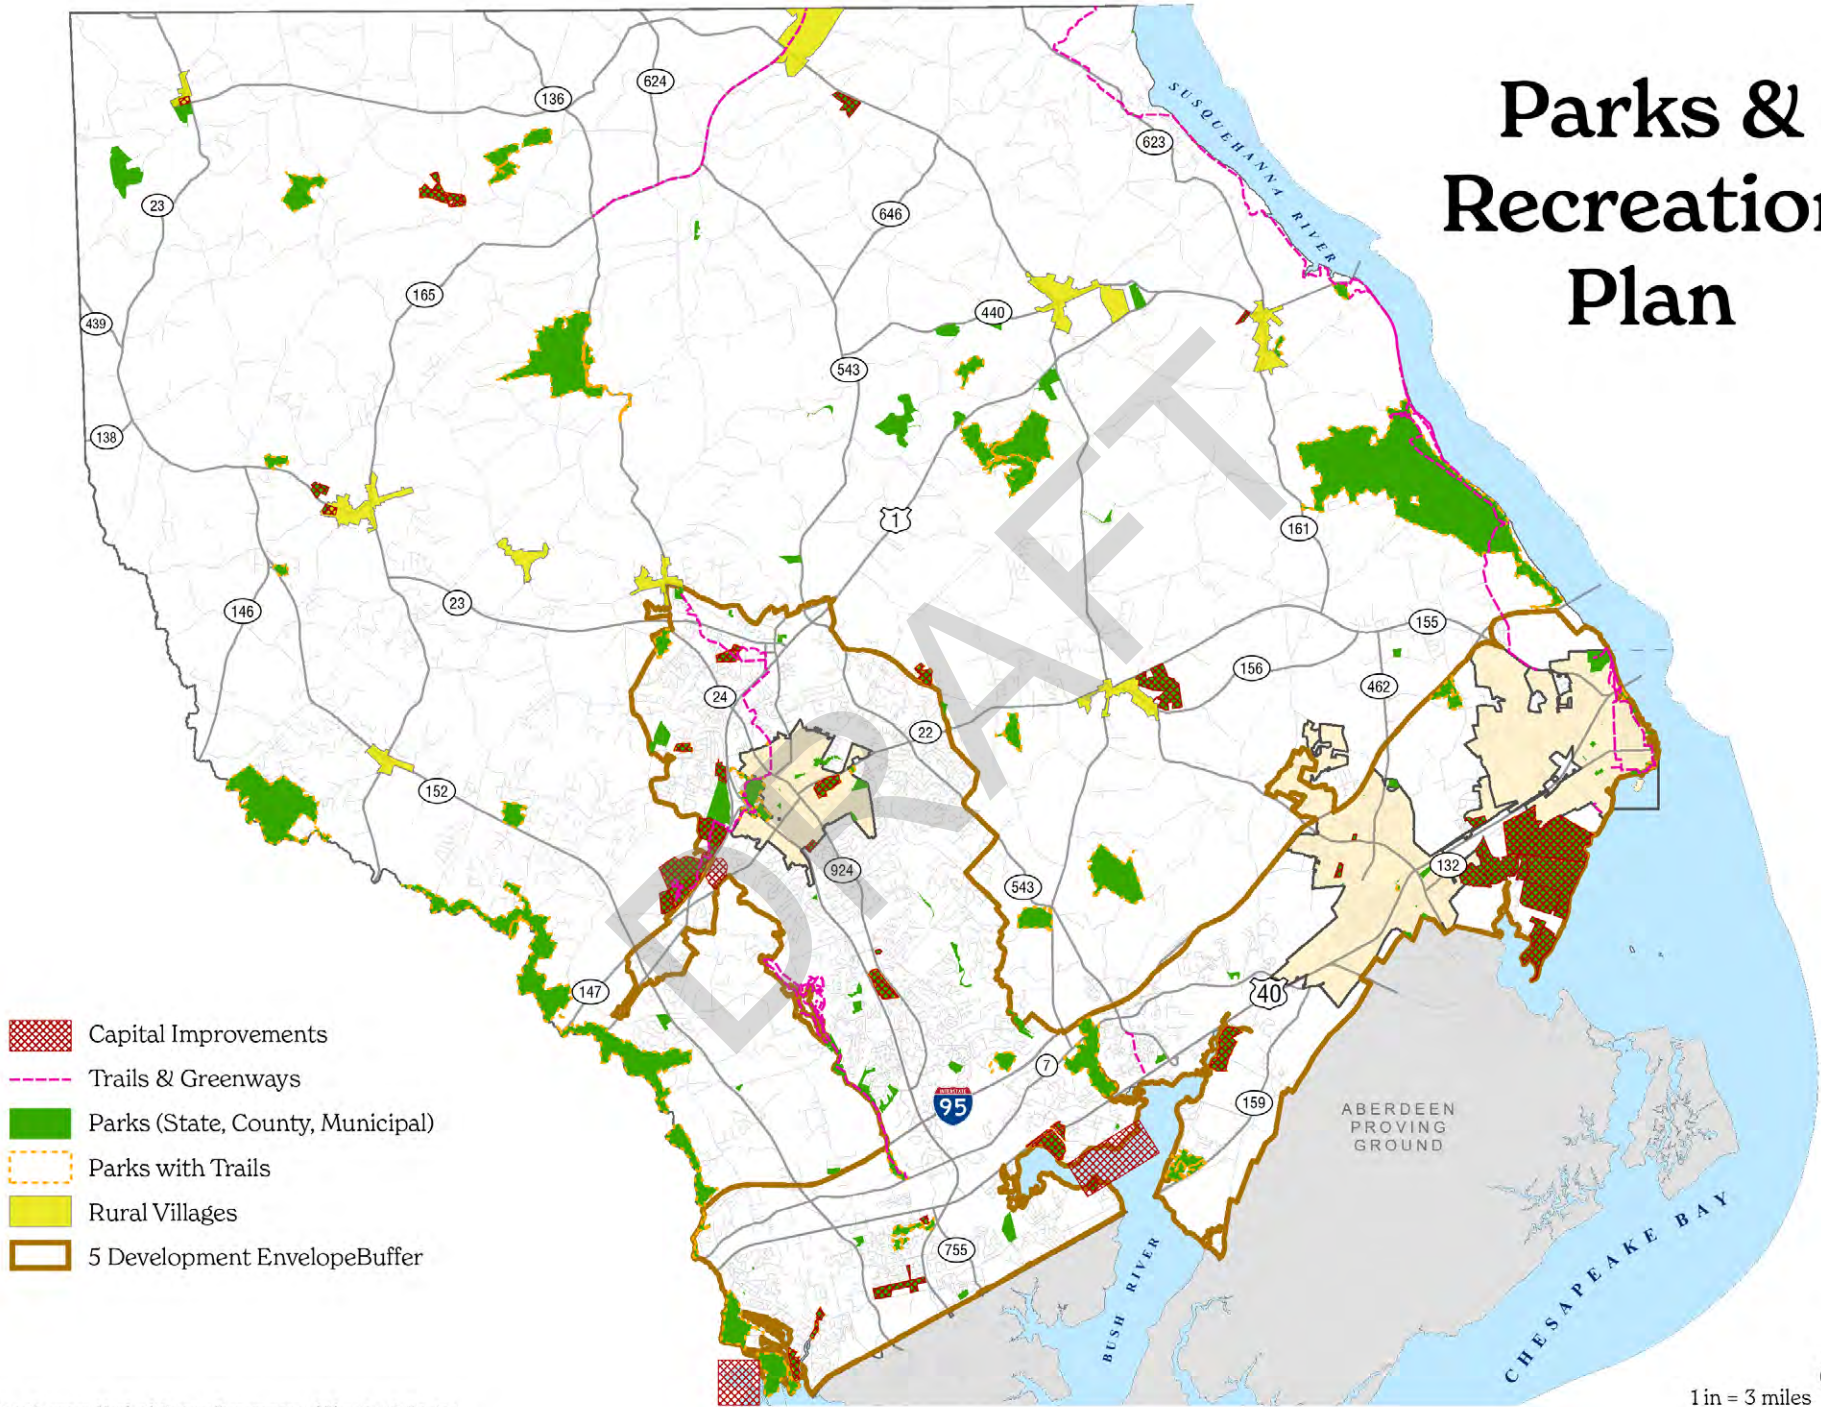 Parks &
Recreation
Plan
136
624
623
SUSQUEHANNA RIVER
23
646
165
439
440
543
138
1
161
146
23
155
156
462
24
22
152
132
924
543
147
40
7
INTERSTATE
95
159
ABERDEEN
PROVING
GROUND
755
BUSH RIVER
CHESAPEAKE BAY
DRAFT
Capital Improvements
Trails & Greenways
Parks (State, County, Municipal)
Parks with Trails
Rural Villages
5 Development EnvelopeBuffer
1 in = 3 miles